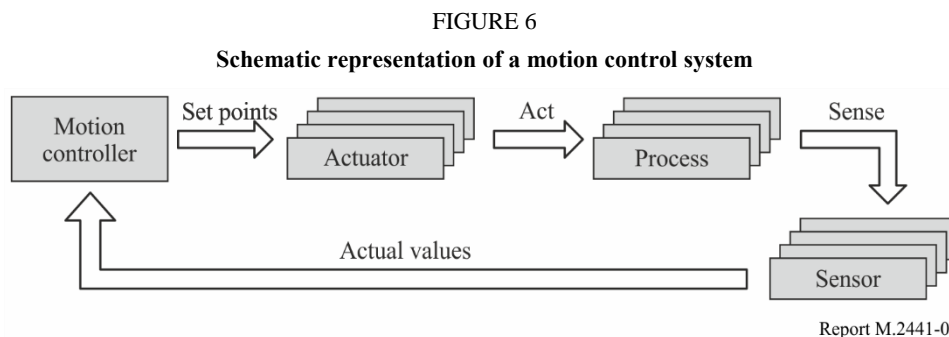 FIGURE 6
Schematic representation of a motion control system
Motion
controller
Set points
Actuator
Act
Process
Sense
Sensor
Actual values
Report M.2441-0